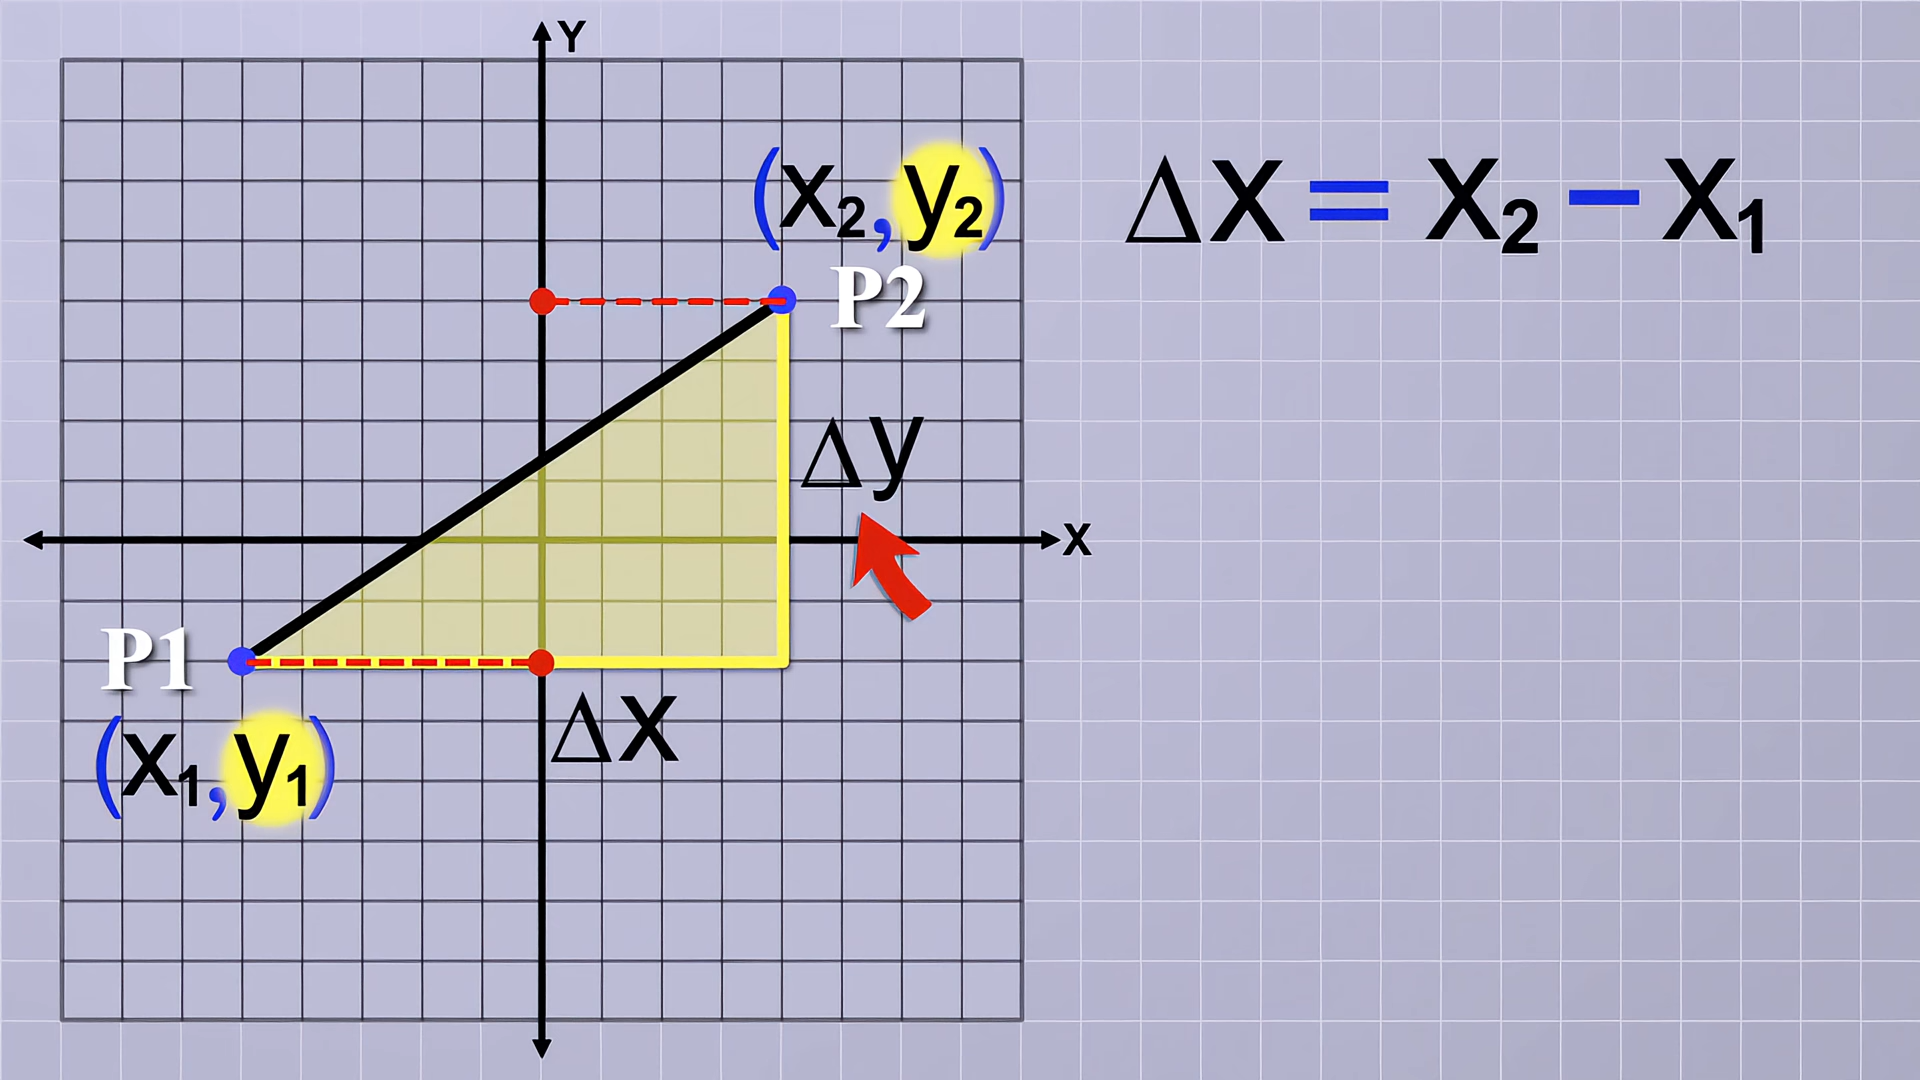 Y
(x₂,y₂)
Δx = x₂ − x₁
P2
Δy
X
P1
Δx
(x₁,y₁)